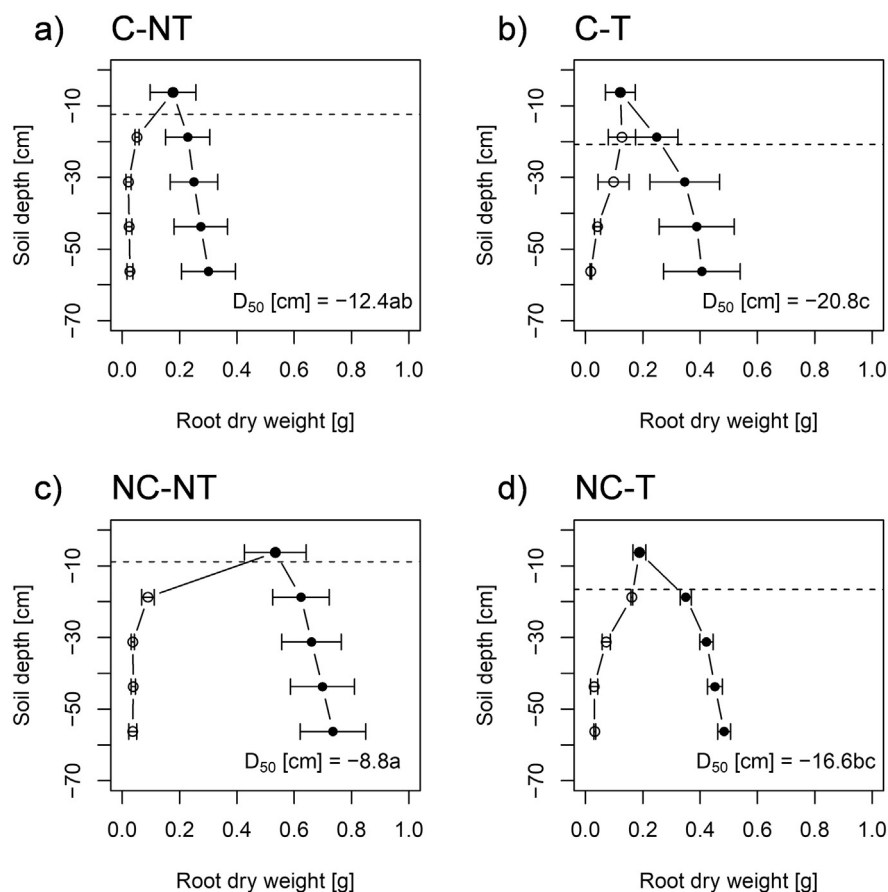 a) C-NT
Soil depth [cm]
−10
−30
−50
−70
D₅₀ [cm] = −12.4ab
0.0 0.2 0.4 0.6 0.8 1.0
Root dry weight [g]
b) C-T
Soil depth [cm]
−10
−30
−50
−70
D₅₀ [cm] = −20.8c
0.0 0.2 0.4 0.6 0.8 1.0
Root dry weight [g]
c) NC-NT
Soil depth [cm]
−10
−30
−50
−70
D₅₀ [cm] = −8.8a
0.0 0.2 0.4 0.6 0.8 1.0
Root dry weight [g]
d) NC-T
Soil depth [cm]
−10
−30
−50
−70
D₅₀ [cm] = −16.6bc
0.0 0.2 0.4 0.6 0.8 1.0
Root dry weight [g]